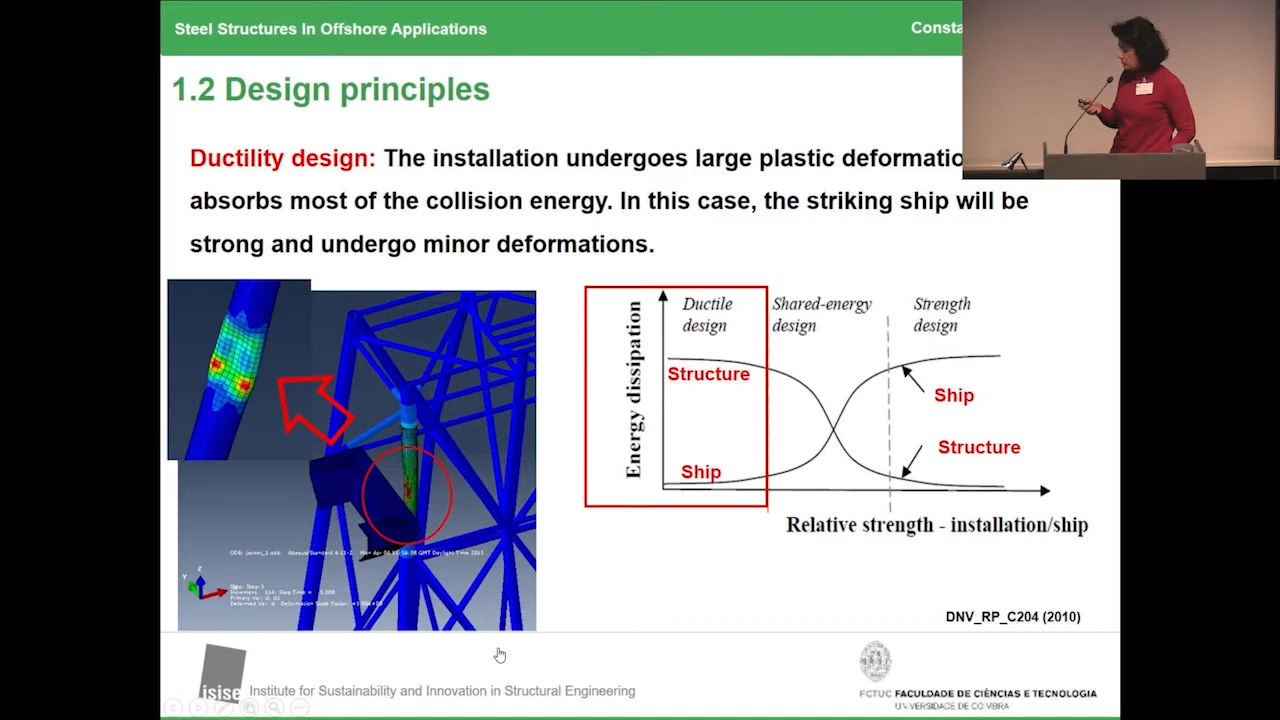 Steel Structures In Offshore Applications
Consta
1.2 Design principles
Ductility design: The installation undergoes large plastic deformatio
absorbs most of the collision energy. In this case, the striking ship will be
strong and undergo minor deformations.
Ductile
design
Shared-energy
design
Strength
design
Energy dissipation
Structure
Ship
Ship
Structure
Relative strength - installation/ship
Y
Z
DNV_RP_C204 (2010)
isise
Institute for Sustainability and Innovation in Structural Engineering
FCTUC FACULDADE DE CIÊNCIAS E TECNOLOGIA
UNIVERSIDADE DE COIMBRA